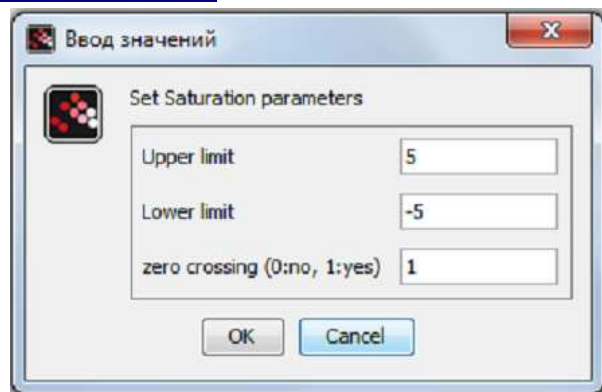 Ввод значений
Set Saturation parameters
Upper limit 5
Lower limit -5
zero crossing (0:no, 1:yes) 1
OK Cancel